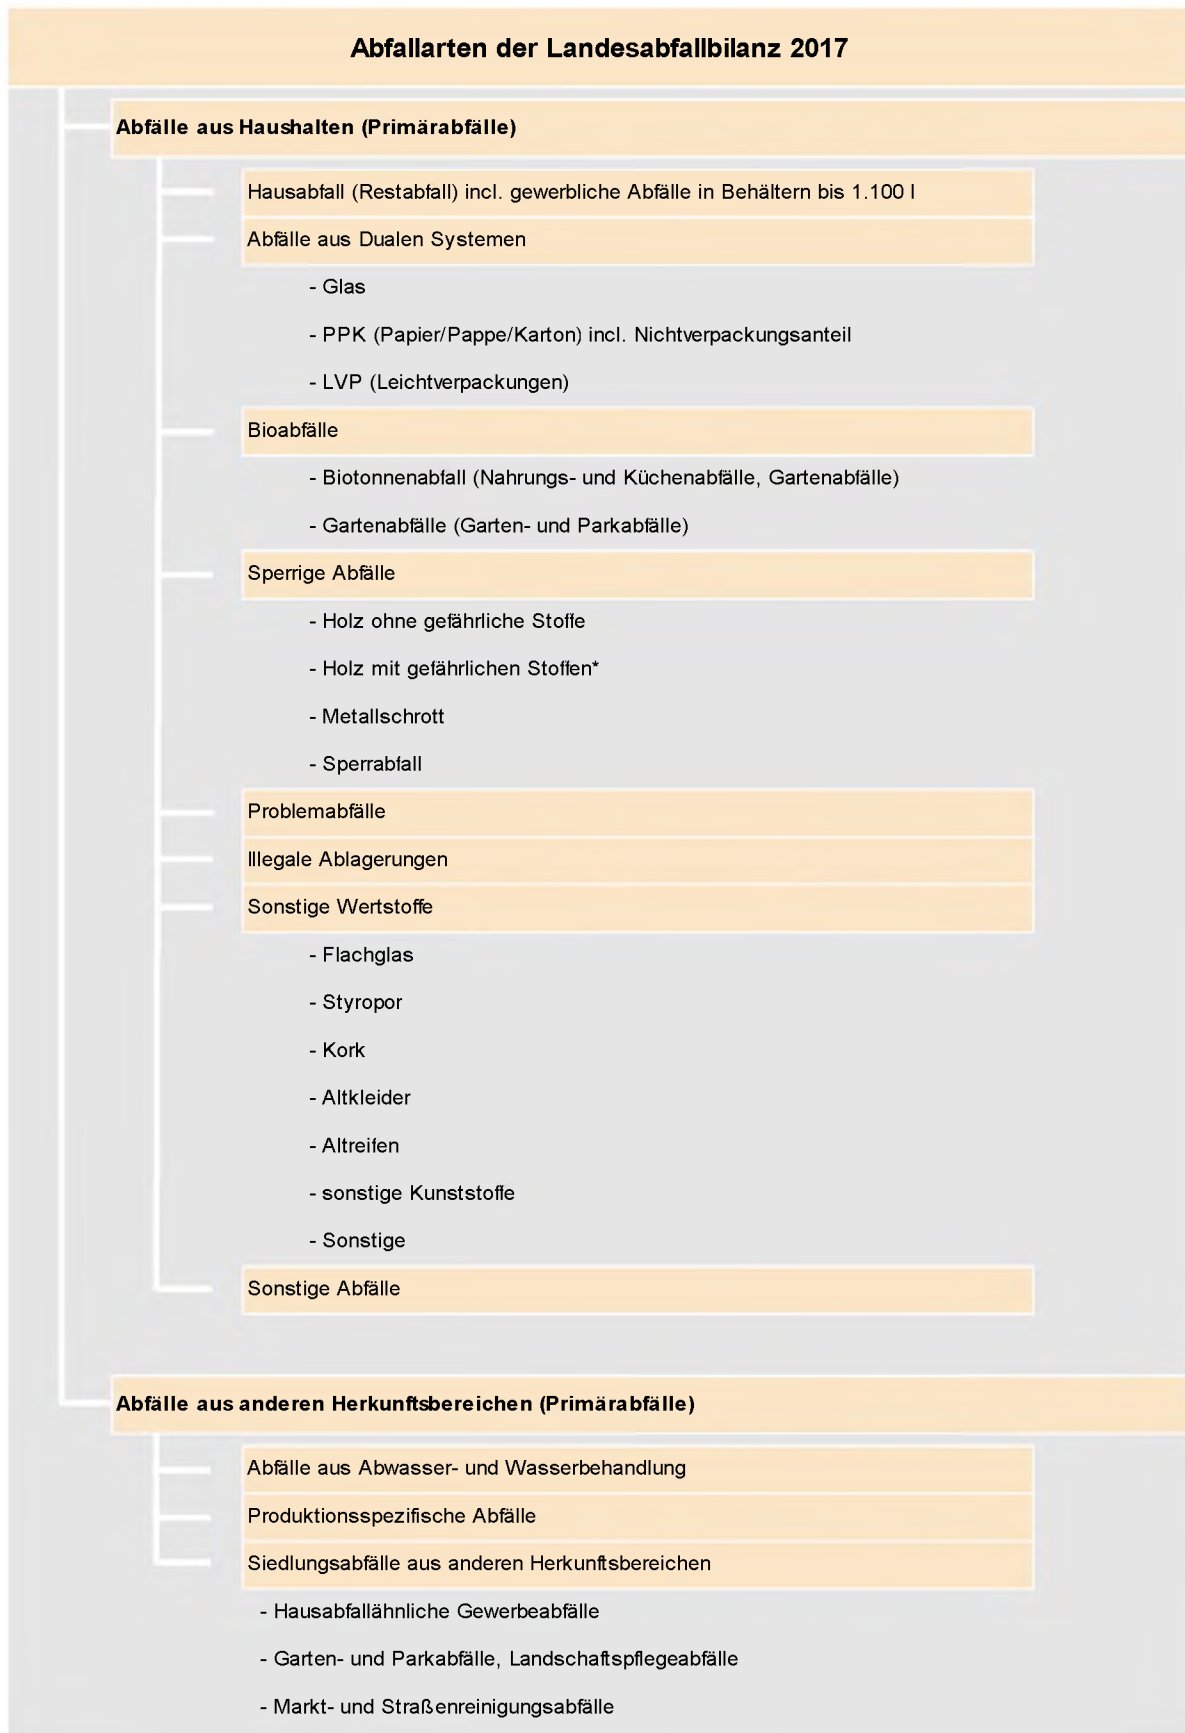 Abfallarten der Landesabfallbilanz 2017
Abfälle aus Haushalten (Primärabfälle)
Hausabfall (Restabfall) incl. gewerbliche Abfälle in Behältern bis 1.100 l
Abfälle aus Dualen Systemen
- Glas
- PPK (Papier/Pappe/Karton) incl. Nichtverpackungsanteil
- LVP (Leichtverpackungen)
Bioabfälle
- Biotonnenabfall (Nahrungs- und Küchenabfälle, Gartenabfälle)
- Gartenabfälle (Garten- und Parkabfälle)
Sperrige Abfälle
- Holz ohne gefährliche Stoffe
- Holz mit gefährlichen Stoffen*
- Metallschrott
- Sperrabfall
Problemabfälle
Illegale Ablagerungen
Sonstige Wertstoffe
- Flachglas
- Styropor
- Kork
- Altkleider
- Altreifen
- sonstige Kunststoffe
- Sonstige
Sonstige Abfälle
Abfälle aus anderen Herkunftsbereichen (Primärabfälle)
Abfälle aus Abwasser- und Wasserbehandlung
Produktionsspezifische Abfälle
Siedlungsabfälle aus anderen Herkunftsbereichen
- Hausabfallähnliche Gewerbeabfälle
- Garten- und Parkabfälle, Landschaftspflegeabfälle
- Markt- und Straßenreinigungsabfälle